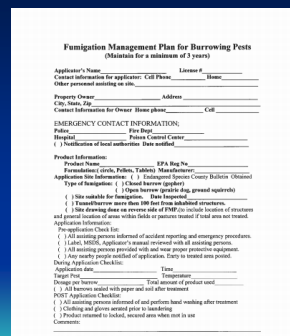 Fumigation Management Plan for Burrowing Pests
(Maintain for a minimum of 3 years)
Applicator's Name License #
Contact information for applicator: Cell Phone Home
Other personnel assisting on site.
Property Owner Address
City, State, Zip
Contact Information for Owner Home phone Cell
EMERGENCY CONTACT INFORMATION;
Police Fire Dept
Hospital Poison Control Center
( ) Notification of local authorities Date notified
Product Information:
Product Name EPA Reg No
Formulation:( circle, Pellets, Tablets) Manufacturer:
Application Site Information: ( ) Endangered Species County Bulletin Obtained
Type of fumigation: ( ) Closed burrow (gopher)
( ) Open burrow (prairie dog, ground squirrels)
( ) Site suitable for fumigation. Date Inspected
( ) Tunnel/burrow more than 100 feet from inhabited structures.
( ) Site drawing done on reverse side of FMP.(to include location of structures
and general location of areas within fields or pastures treated if total area not treated.
Application Information:
Pre-application Check list:
( ) All assisting persons informed of accident reporting and emergency procedures.
( ) Label, MSDS, Applicator's manual reviewed with all assisting persons.
( ) All assisting persons provided with and wear proper protective equipment.
( ) Any nearby people notified of application. Entry to treated area posted.
During Application Checklist:
Application date Time
Target Pest Temperature
Dosage per burrow Total amount of product used
( ) All burrows sealed with paper and soil after treatment
POST Application Checklist:
( ) All assisting persons informed of and perform hand washing after treatment
( ) Clothing and gloves aerated prior to laundering
( ) Product returned to locked, secured area when not in use
Comments: